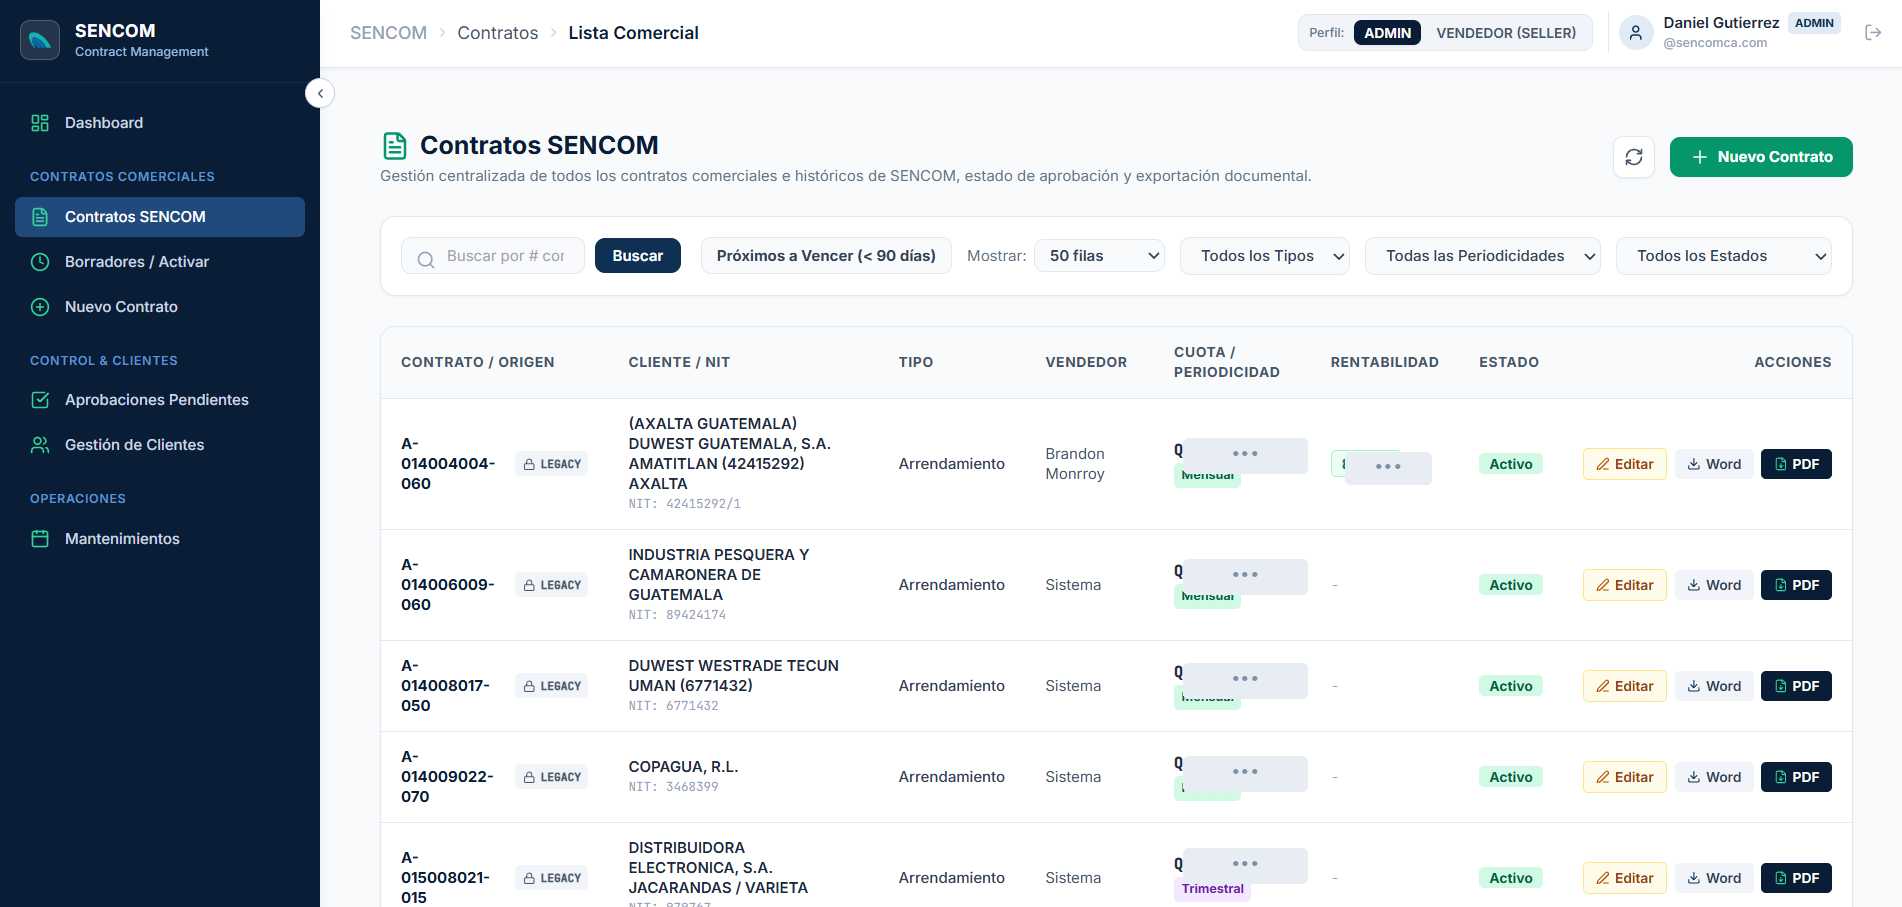 SENCOM
Contract Management
Dashboard
CONTRATOS COMERCIALES
Contratos SENCOM
Borradores / Activar
Nuevo Contrato
CONTROL & CLIENTES
Aprobaciones Pendientes
Gestión de Clientes
OPERACIONES
Mantenimientos
SENCOM > Contratos > Lista Comercial
Perfil: ADMIN VENDEDOR (SELLER)
Daniel Gutierrez ADMIN
@sencomca.com
Contratos SENCOM
Gestión centralizada de todos los contratos comerciales e históricos de SENCOM, estado de aprobación y exportación documental.
Nuevo Contrato
Buscar por # cor
Buscar
Próximos a Vencer (< 90 días)
Mostrar: 50 filas
Todos los Tipos
Todas las Periodicidades
Todos los Estados
CONTRATO / ORIGEN
CLIENTE / NIT
TIPO
VENDEDOR
CUOTA /
PERIODICIDAD
RENTABILIDAD
ESTADO
ACCIONES
A-
014004004-
060
LEGACY
(AXALTA GUATEMALA)
DUWEST GUATEMALA, S.A.
AMATITLAN (42415292)
AXALTA
NIT: 42415292/1
Arrendamiento
Brandon
Monrroy
Q
Mensual
Activo
Editar
Word
PDF
A-
014006009-
060
LEGACY
INDUSTRIA PESQUERA Y
CAMARONERA DE
GUATEMALA
NIT: 89424174
Arrendamiento
Sistema
Q
Mensual
-
Activo
Editar
Word
PDF
A-
014008017-
050
LEGACY
DUWEST WESTRADE TECUN
UMAN (6771432)
NIT: 6771432
Arrendamiento
Sistema
Q
Mensual
-
Activo
Editar
Word
PDF
A-
014009022-
070
LEGACY
COPAGUA, R.L.
NIT: 3468399
Arrendamiento
Sistema
Q
-
Activo
Editar
Word
PDF
A-
015008021-
015
LEGACY
DISTRIBUIDORA
ELECTRONICA, S.A.
JACARANDAS / VARIETA
Arrendamiento
Sistema
Q
Trimestral
-
Activo
Editar
Word
PDF